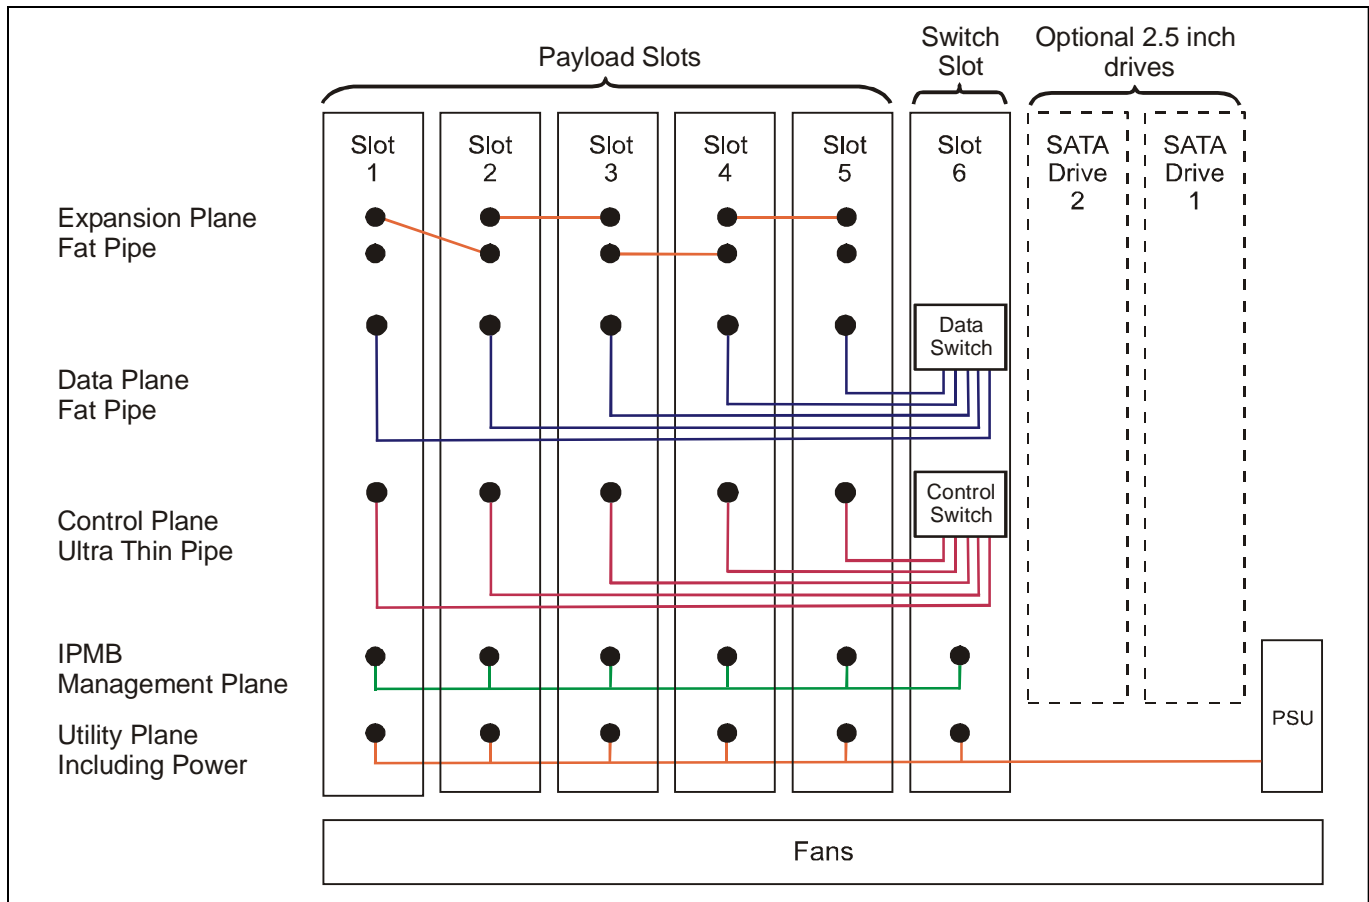 Payload Slots
Switch
Slot
Optional 2.5 inch
drives
Slot
1
Slot
2
Slot
3
Slot
4
Slot
5
Slot
6
SATA
Drive
2
SATA
Drive
1
Expansion Plane
Fat Pipe
Data
Switch
Data Plane
Fat Pipe
Control
Switch
Control Plane
Ultra Thin Pipe
IPMB
Management Plane
PSU
Utility Plane
Including Power
Fans